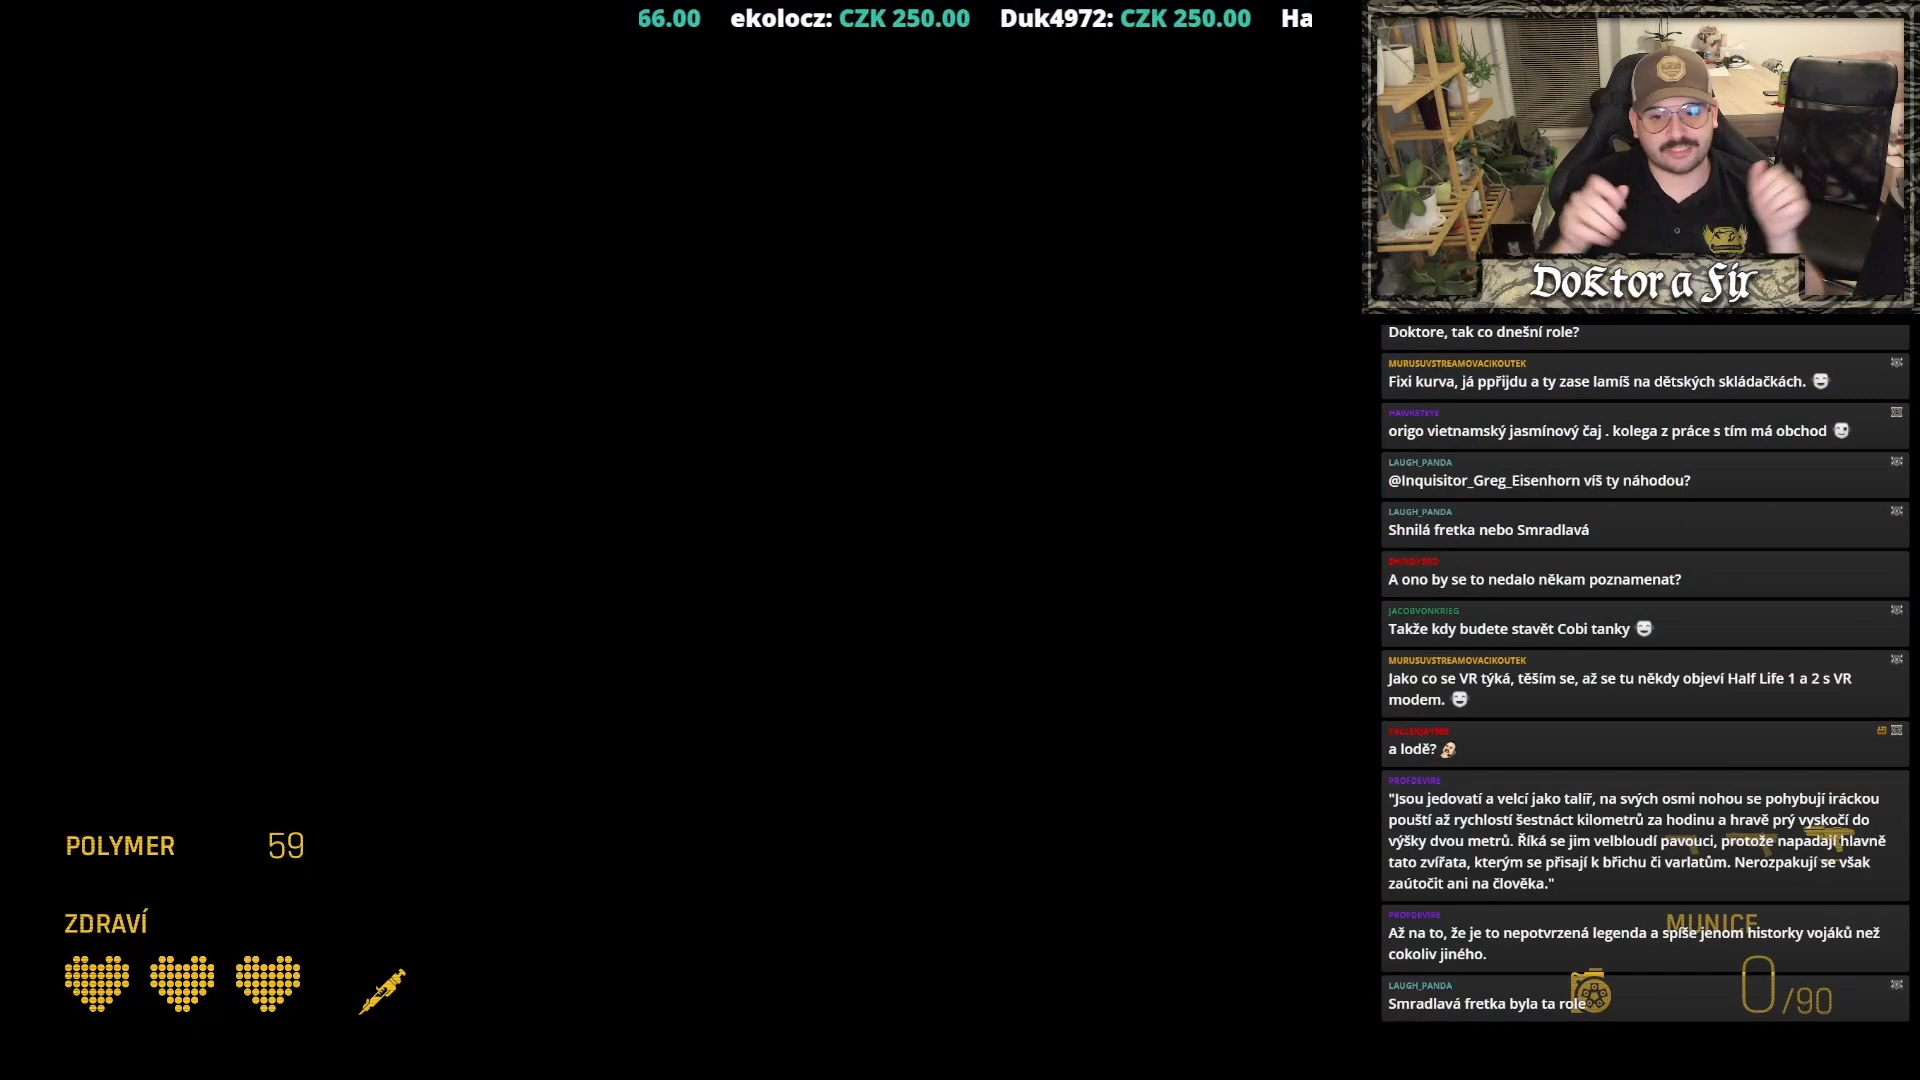 66.00 ekolocz: CZK 250.00 Duk4972: CZK 250.00 Ha
Doktor a Fix
Doktore, tak co dnešní role?
MURUSUVSTREAMOVACIKOUTEK
Fixi kurva, já ppřijdu a ty zase lamíš na dětských skládačkách.
HAWK87EYE
origo vietnamský jasmínový čaj . kolega z práce s tím má obchod
LAUGH_PANDA
@Inquisitor_Greg_Eisenhorn víš ty náhodou?
LAUGH_PANDA
Shnilá fretka nebo Smradlavá
A ono by se to nedalo někam poznamenat?
JACOBVONKRIEG
Takže kdy budete stavět Cobi tanky
MURUSUVSTREAMOVACIKOUTEK
Jako co se VR týká, těším se, až se tu někdy objeví Half Life 1 a 2 s VR
modem.
a lodě?
PROFDEVIRE
"Jsou jedovatí a velcí jako talíř, na svých osmi nohou se pohybují iráckou
pouští až rychlostí šestnáct kilometrů za hodinu a hravě prý vyskočí do
výšky dvou metrů. Říká se jim velbloudí pavouci, protože napadají hlavně
tato zvířata, kterým se přisají k břichu či varlatům. Nerozpakují se však
zaútočit ani na člověka."
PROFDEVIRE
Až na to, že je to nepotvrzená legenda a spíše jenom historky vojáků než
cokoliv jiného.
LAUGH_PANDA
Smradlavá fretka byla ta role
POLYMER 59
ZDRAVÍ
MUNICE
0/90